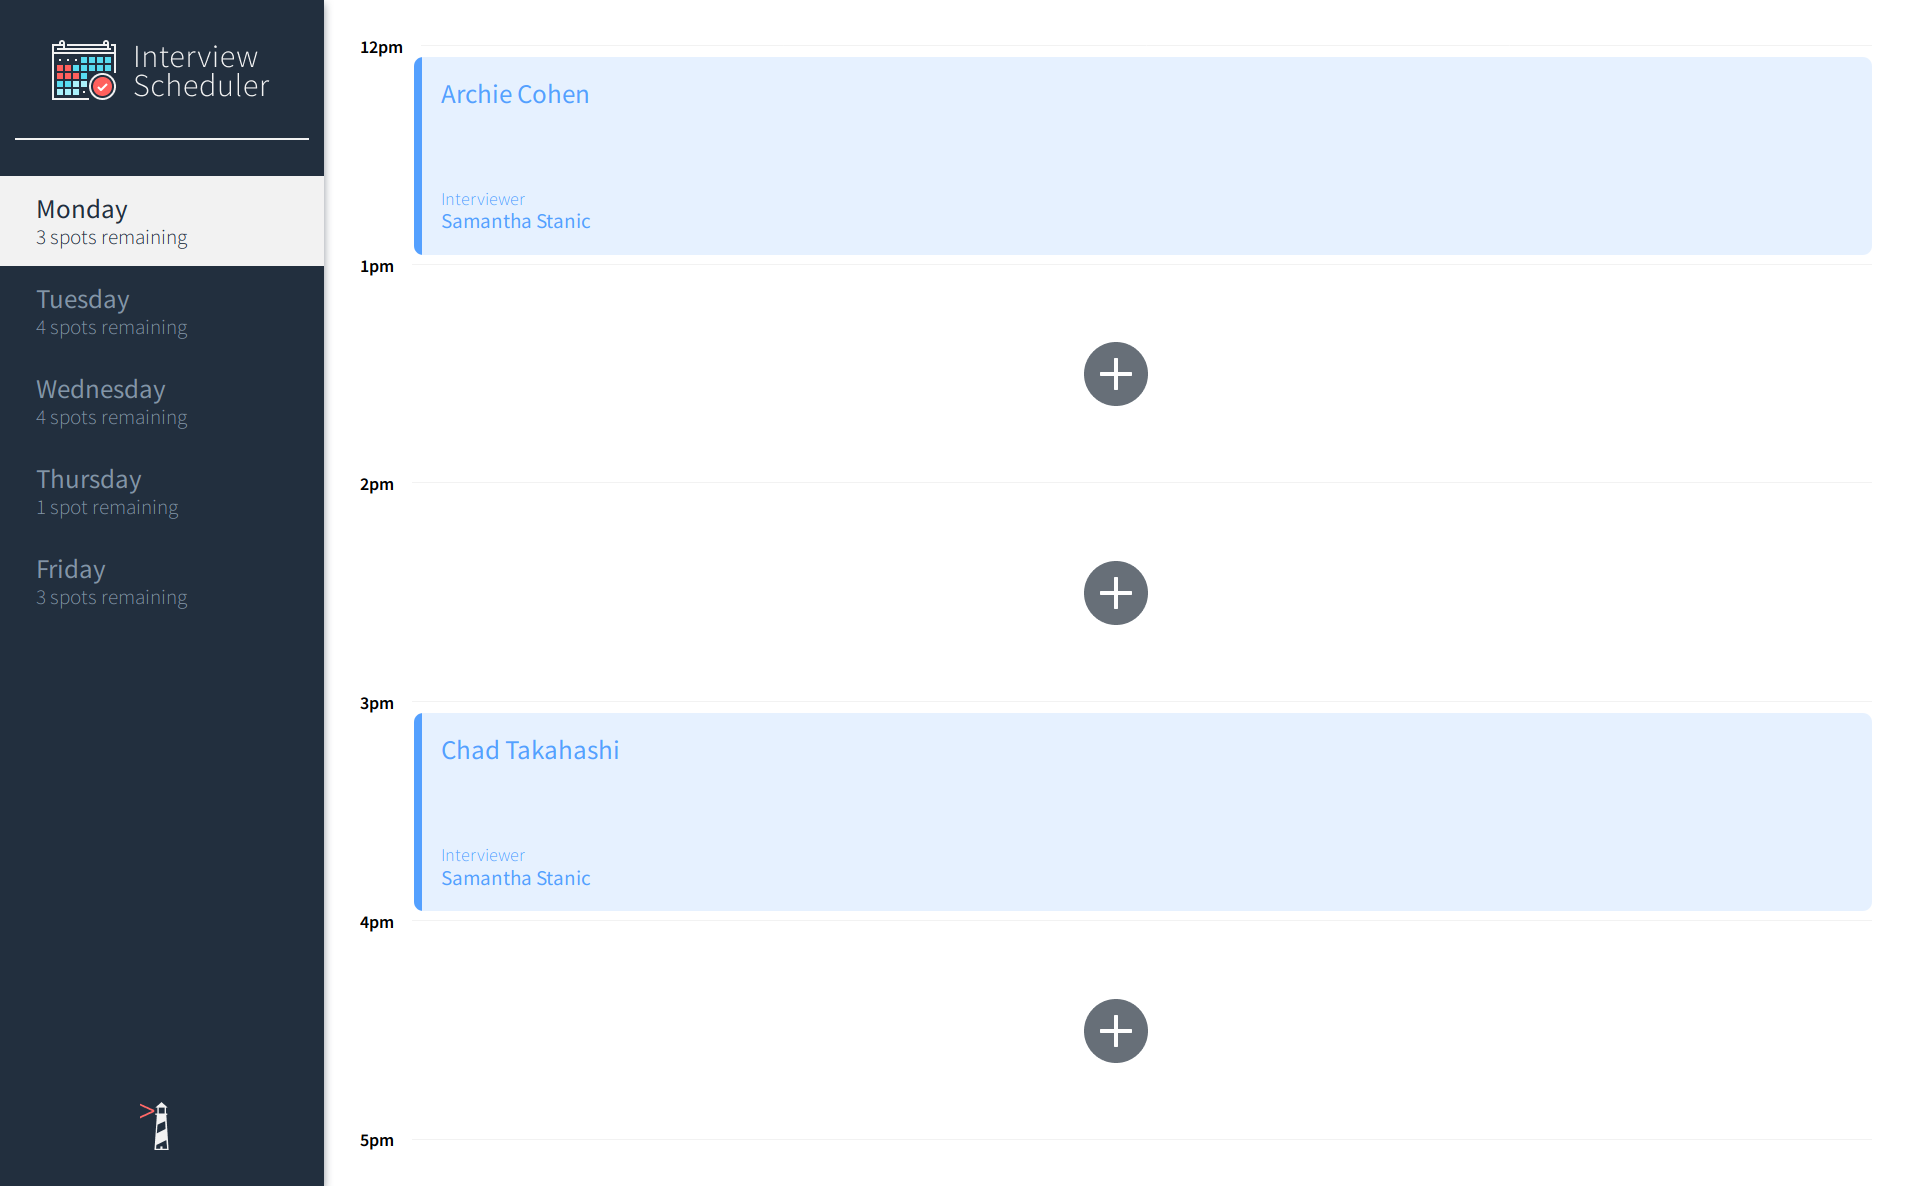 Interview
Scheduler
Monday
3 spots remaining
Tuesday
4 spots remaining
Wednesday
4 spots remaining
Thursday
1 spot remaining
Friday
3 spots remaining
12pm
Archie Cohen
Interviewer
Samantha Stanic
1pm
2pm
3pm
Chad Takahashi
Interviewer
Samantha Stanic
4pm
5pm